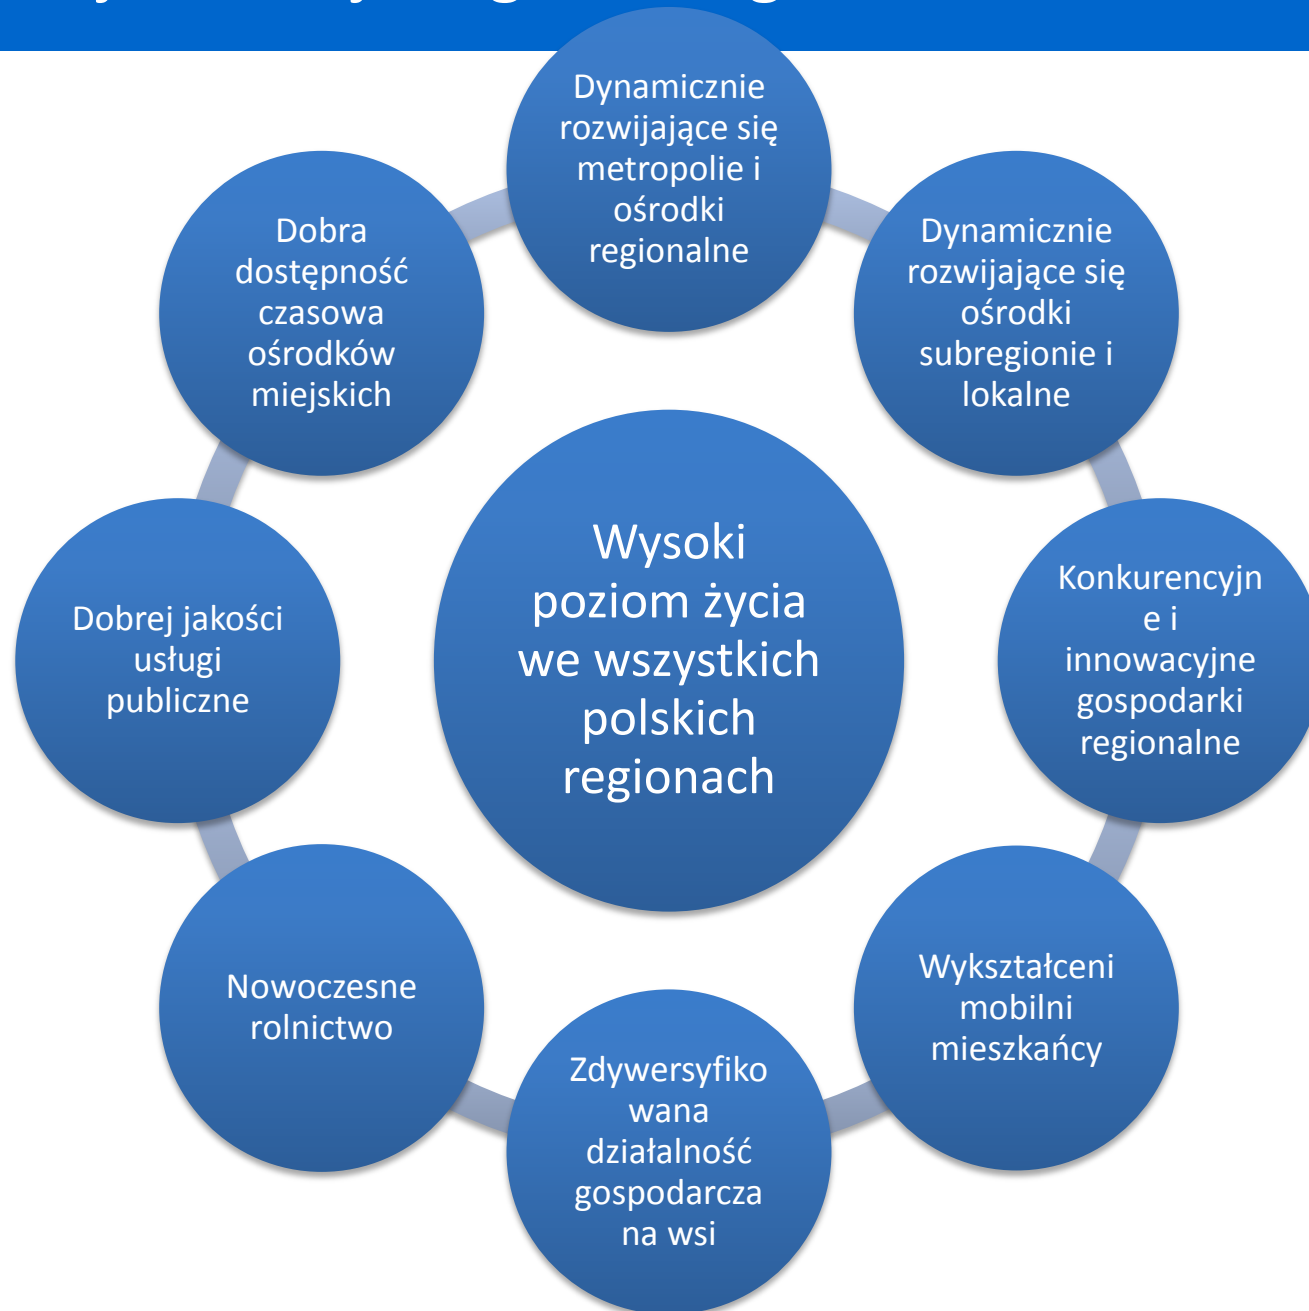 Dynamicznie
rozwijające się
metropolie i
ośrodki
regionalne
Dynamicznie
rozwijające się
ośrodki
subregionie i
lokalne
Konkurencyjn
e i
innowacyjne
gospodarki
regionalne
Wykształceni
mobilni
mieszkańcy
Zdywersyfiko
wana
działalność
gospodarcza
na wsi
Nowoczesne
rolnictwo
Dobrej jakości
usługi
publiczne
Dobra
dostępność
czasowa
ośrodków
miejskich
Wysoki
poziom życia
we wszystkich
polskich
regionach